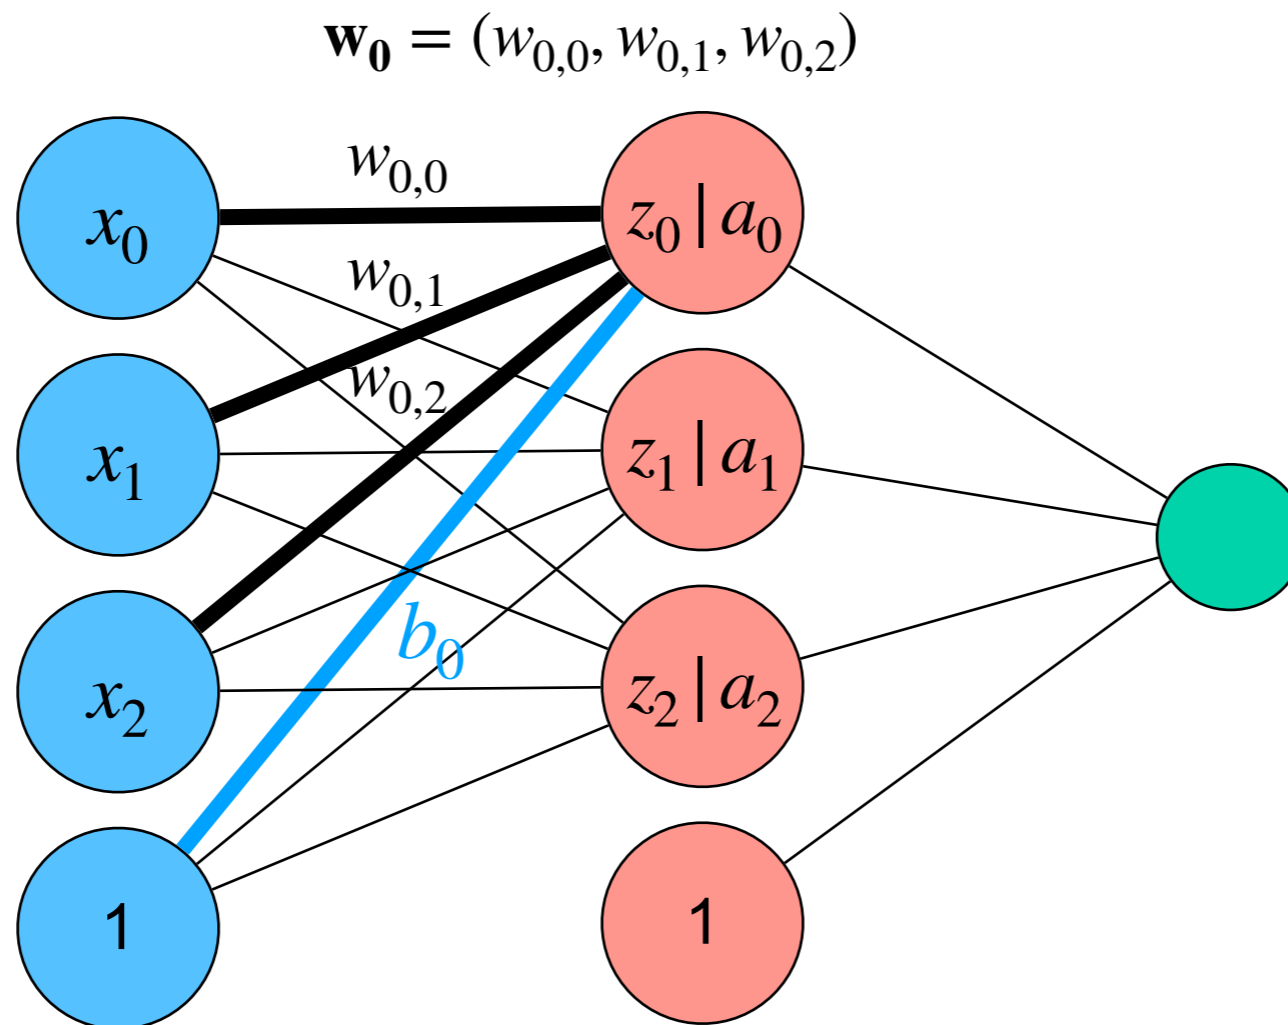 w₀ = (w₀,₀, w₀,₁, w₀,₂)
w₀,₀
x₀
z₀ | a₀
w₀,₁
w₀,₂
x₁
z₁ | a₁
b₀
x₂
z₂ | a₂
1
1